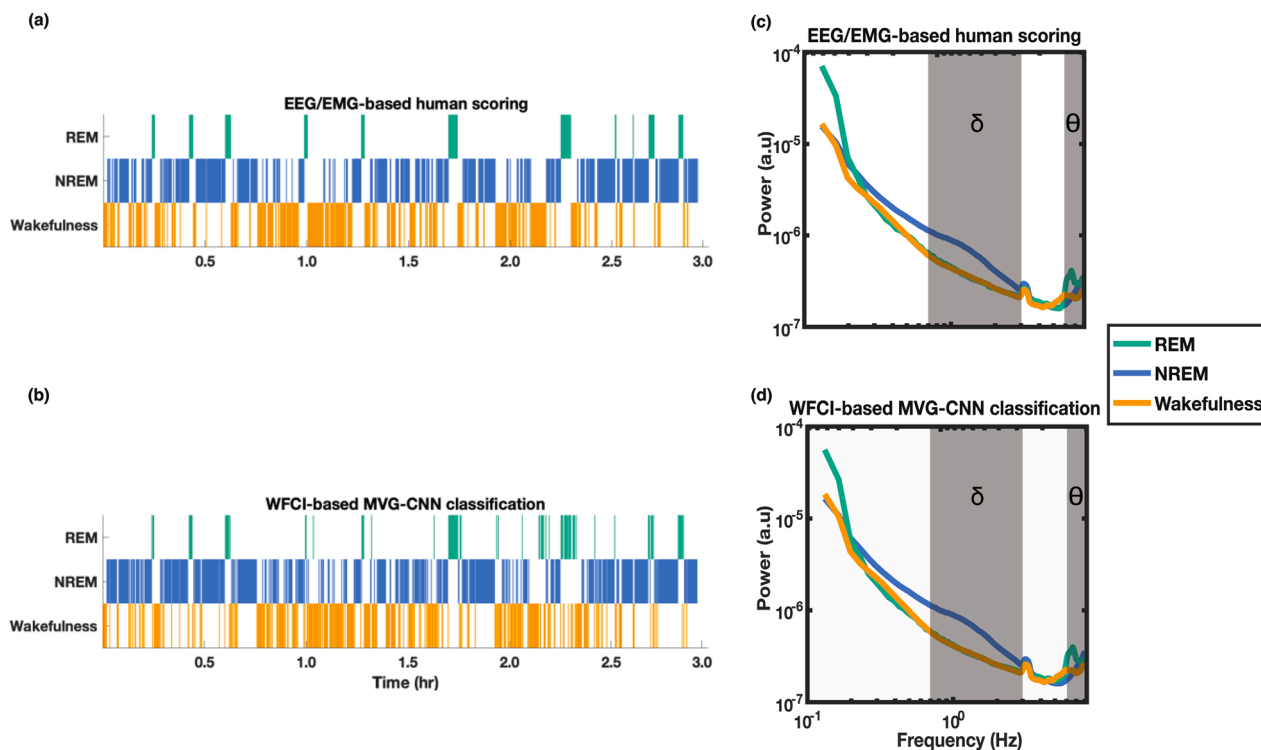 (a)
EEG/EMG-based human scoring
REM
NREM
Wakefulness
0.5
1.0
1.5
2.0
2.5
3.0
(b)
WFCI-based MVG-CNN classification
REM
NREM
Wakefulness
0.5
1.0
1.5
2.0
2.5
3.0
Time (hr)
(c)
EEG/EMG-based human scoring
10-4
10-5
10-6
10-7
Power (a.u)
δ
θ
REM
NREM
Wakefulness
(d)
WFCI-based MVG-CNN classification
10-4
10-5
10-6
10-7
Power (a.u)
δ
θ
10-1
100
Frequency (Hz)